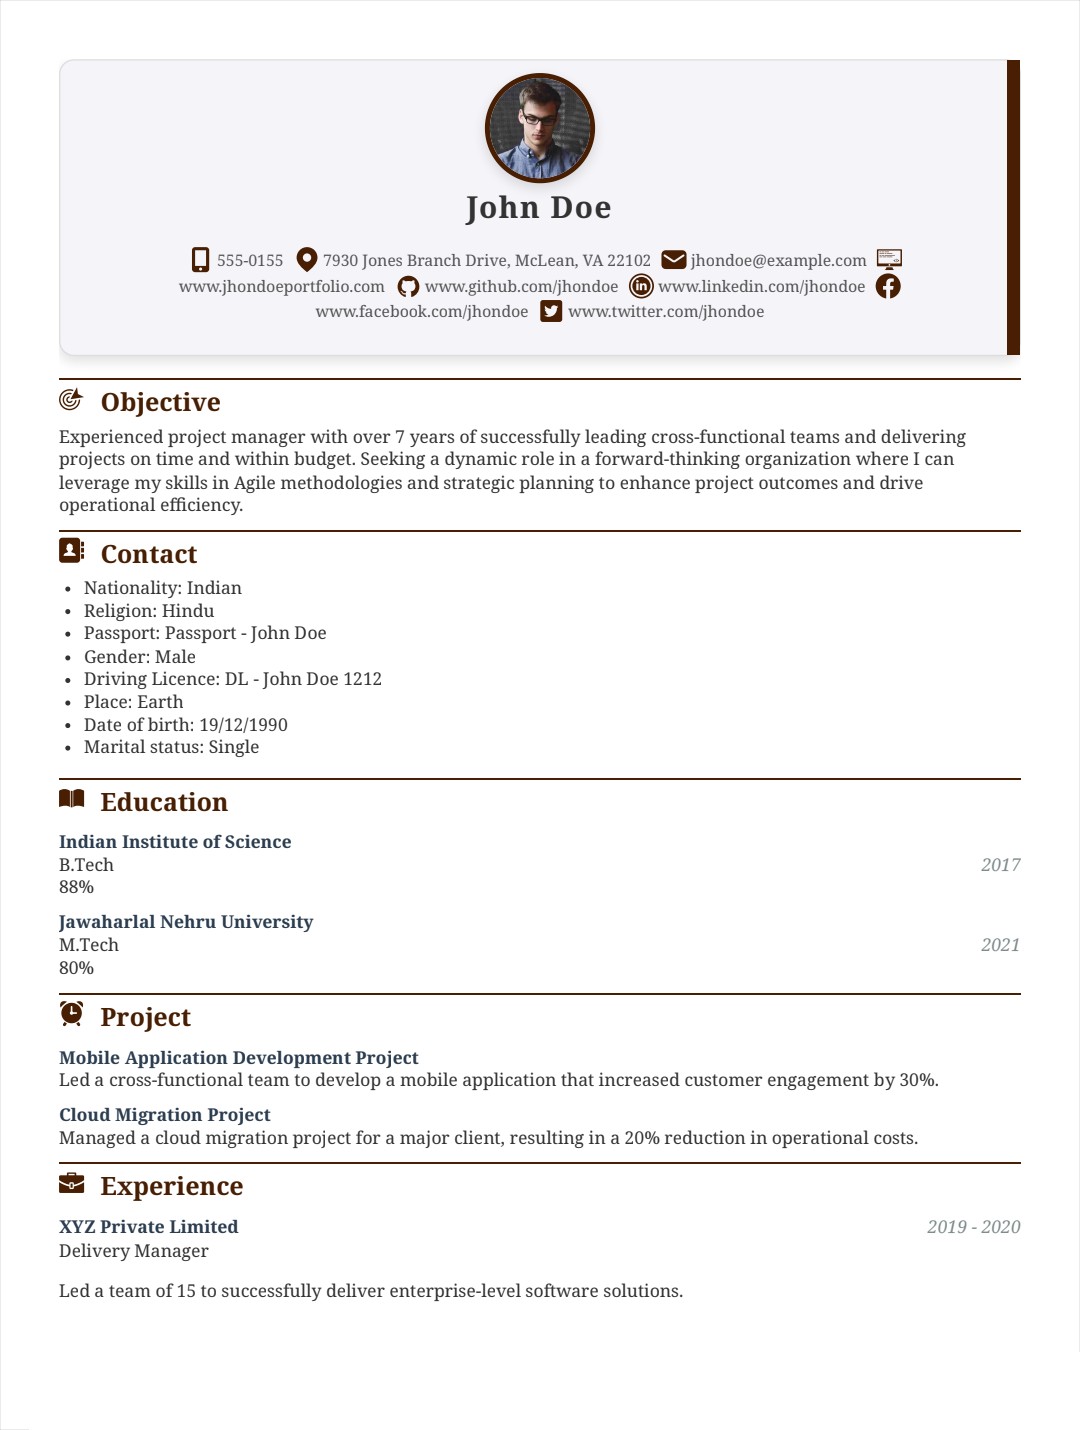 John Doe
555-0155 7930 Jones Branch Drive, McLean, VA 22102 jhondoe@example.com
www.jhondoeportfolio.com www.github.com/jhondoe www.linkedin.com/jhondoe
www.facebook.com/jhondoe www.twitter.com/jhondoe
Objective
Experienced project manager with over 7 years of successfully leading cross-functional teams and delivering
projects on time and within budget. Seeking a dynamic role in a forward-thinking organization where I can
leverage my skills in Agile methodologies and strategic planning to enhance project outcomes and drive
operational efficiency.
Contact
• Nationality: Indian
• Religion: Hindu
• Passport: Passport - John Doe
• Gender: Male
• Driving Licence: DL - John Doe 1212
• Place: Earth
• Date of birth: 19/12/1990
• Marital status: Single
Education
Indian Institute of Science
B.Tech 2017
88%
Jawaharlal Nehru University
M.Tech 2021
80%
Project
Mobile Application Development Project
Led a cross-functional team to develop a mobile application that increased customer engagement by 30%.
Cloud Migration Project
Managed a cloud migration project for a major client, resulting in a 20% reduction in operational costs.
Experience
XYZ Private Limited 2019 - 2020
Delivery Manager
Led a team of 15 to successfully deliver enterprise-level software solutions.